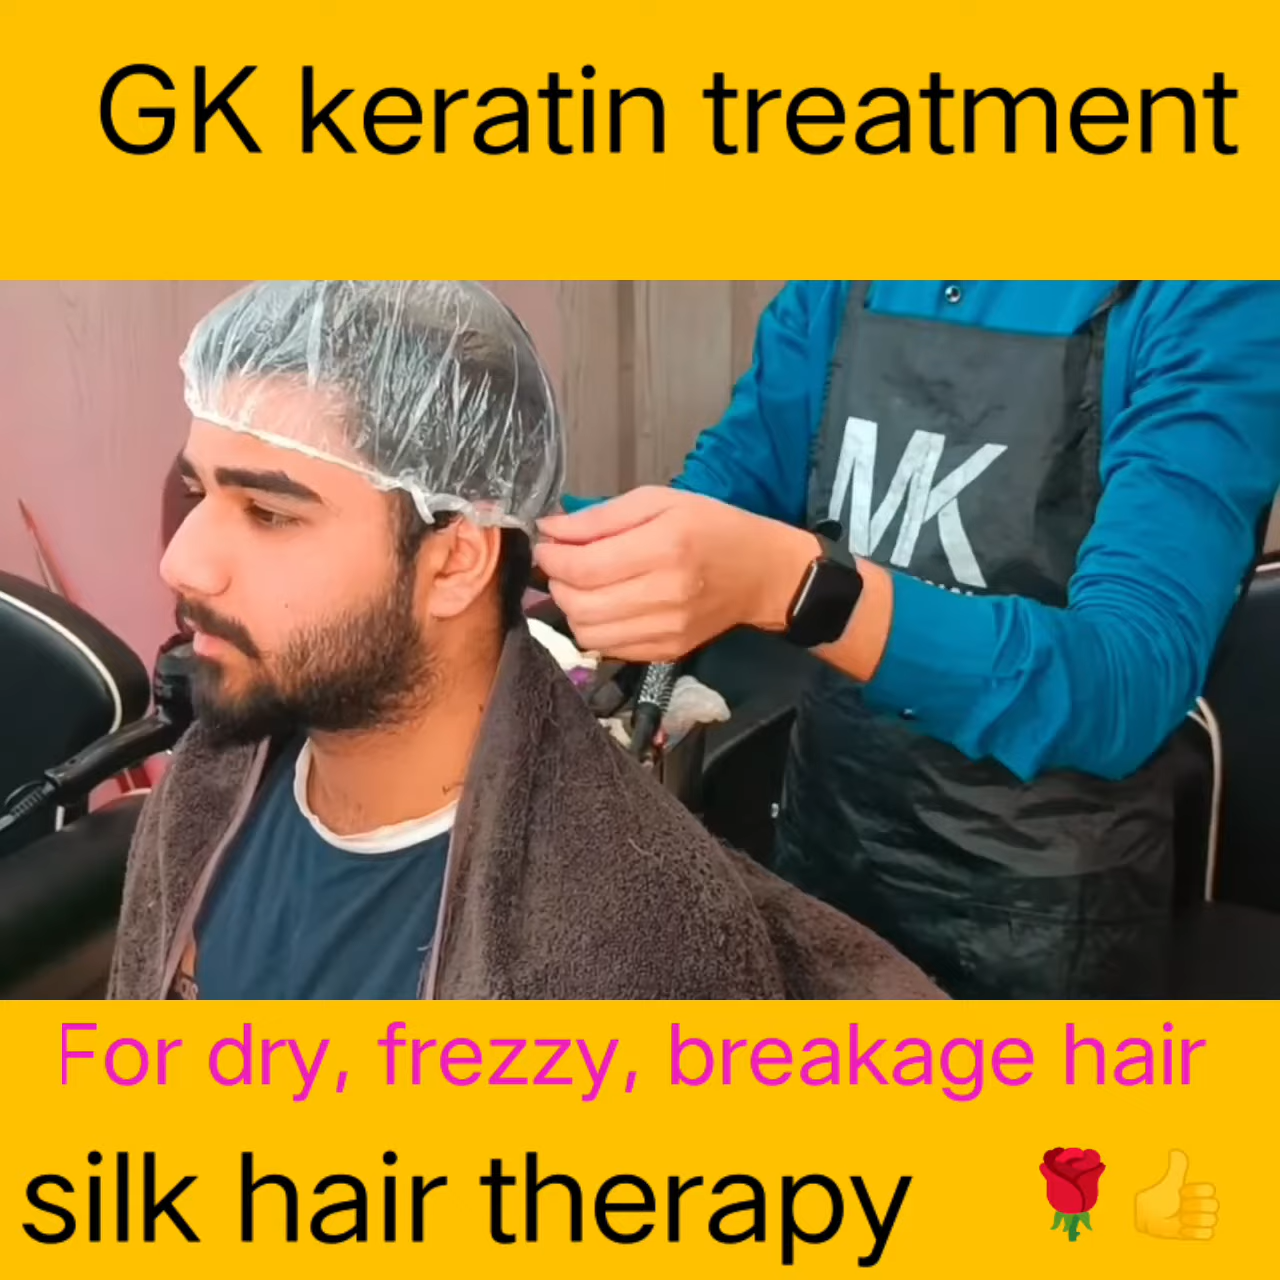 GK keratin treatment
MK
For dry, frezzy, breakage hair
silk hair therapy 🌹👍